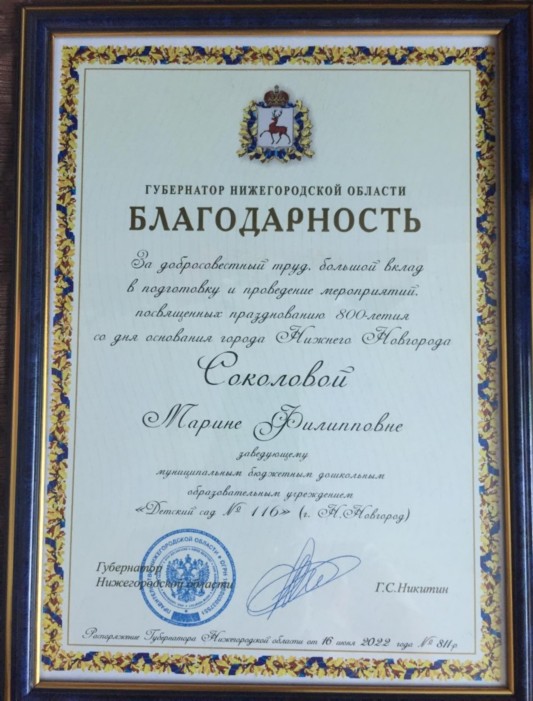 ГУБЕРНАТОР НИЖЕГОРОДСКОЙ ОБЛАСТИ
БЛАГОДАРНОСТЬ
За добросовестный труд, большой вклад
в подготовку и проведение мероприятий,
посвященных празднованию 800-летия
со дня основания города Нижнего Новгорода
Соколовой
Марине Филипповне
заведующему
муниципальным бюджетным дошкольным
образовательным учреждением
«Детский сад № 116» (г. Н.Новгород)
Губернатор
Нижегородской области
Г.С.Никитин
Распоряжение Губернатора Нижегородской области от 16 июня 2022 года № 811-р